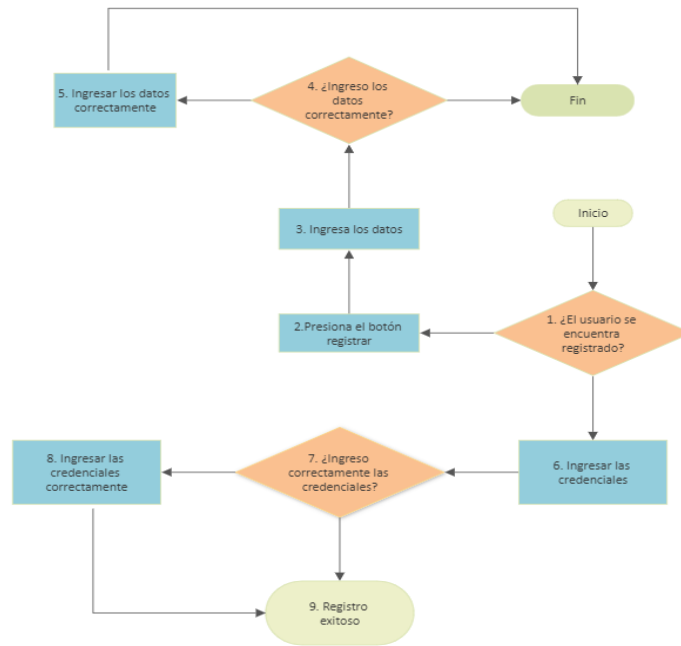 5. Ingresar los datos
correctamente
4. ¿Ingreso los
datos
correctamente?
Fin
3. Ingresa los datos
Inicio
2.Presiona el botón
registrar
1. ¿El usuario se
encuentra
registrado?
8. Ingresar las
credenciales
correctamente
7. ¿Ingreso
correctamente las
credenciales?
6. Ingresar las
credenciales
9. Registro
exitoso